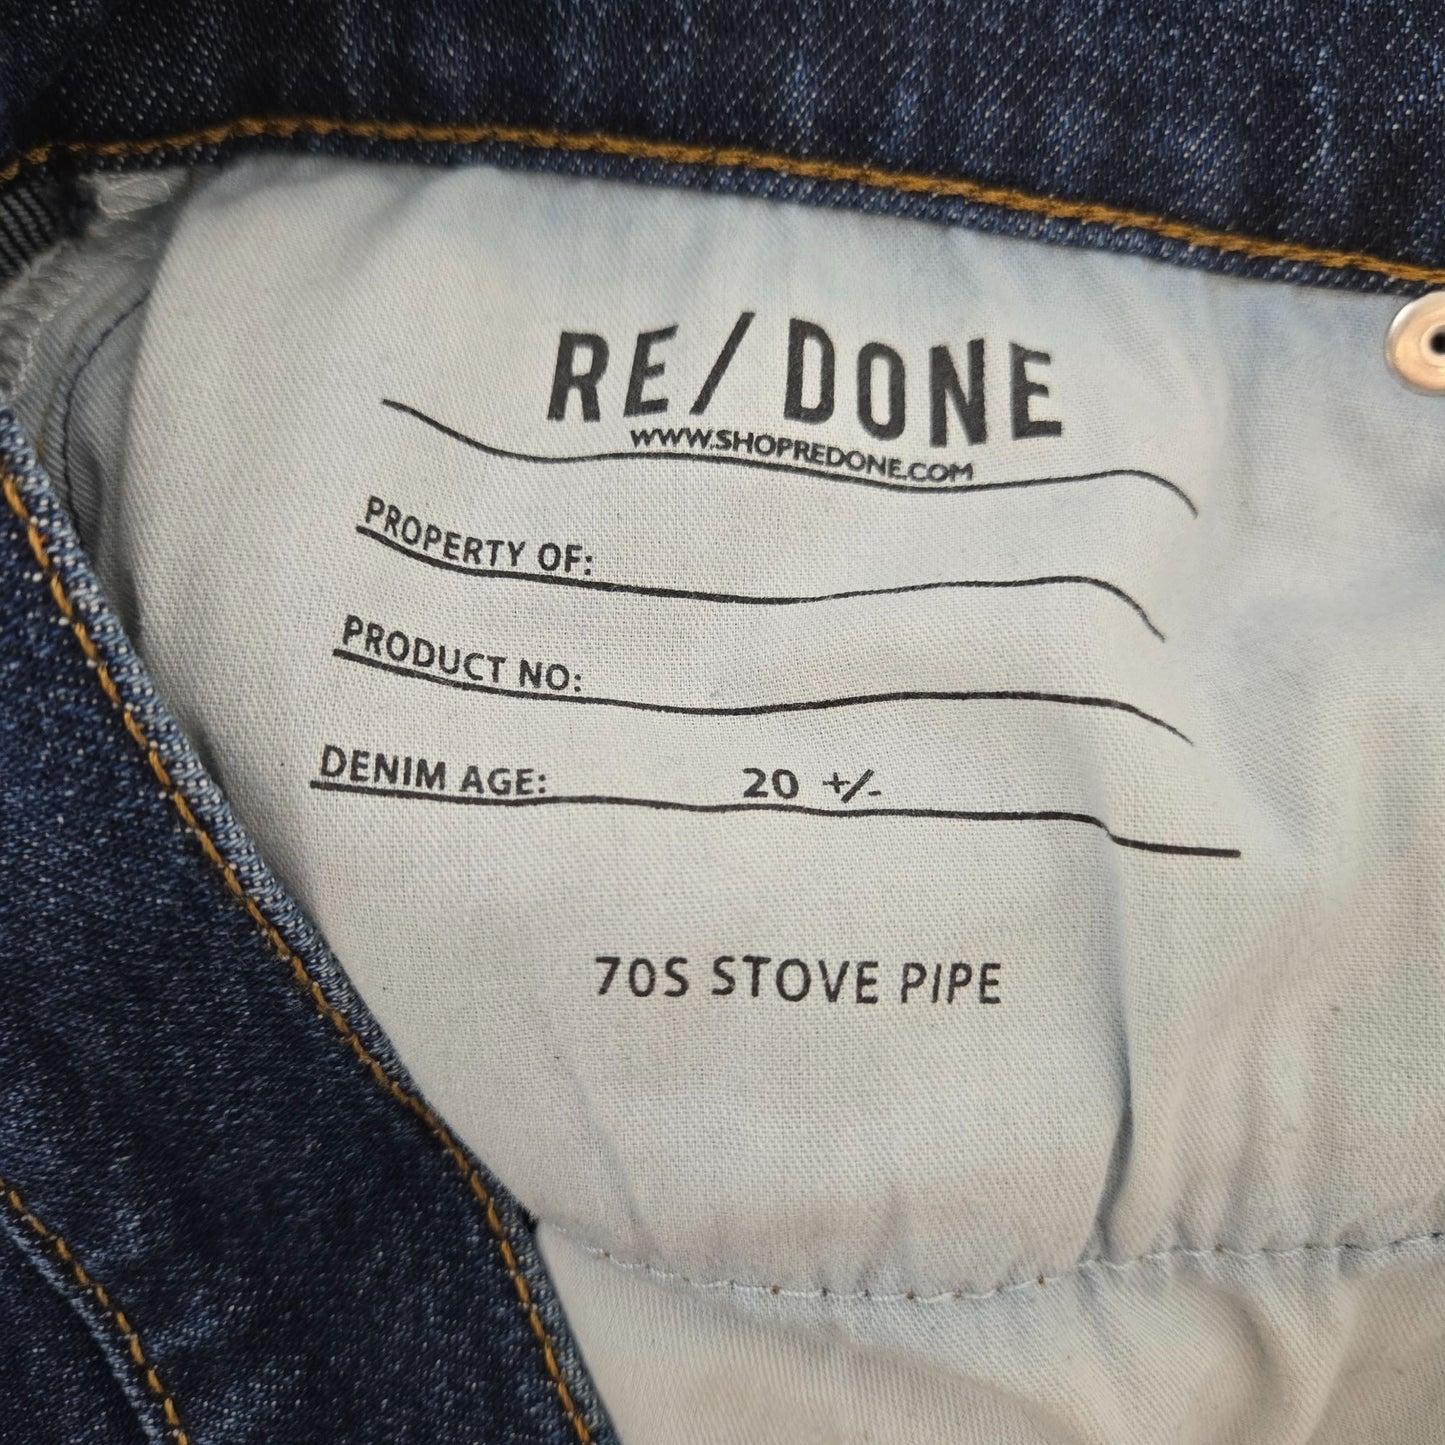 RE/DONE
WWW.SHOPREDONE.COM
PROPERTY OF:
PRODUCT NO:
DENIM AGE: 20 +/-
70S STOVE PIPE